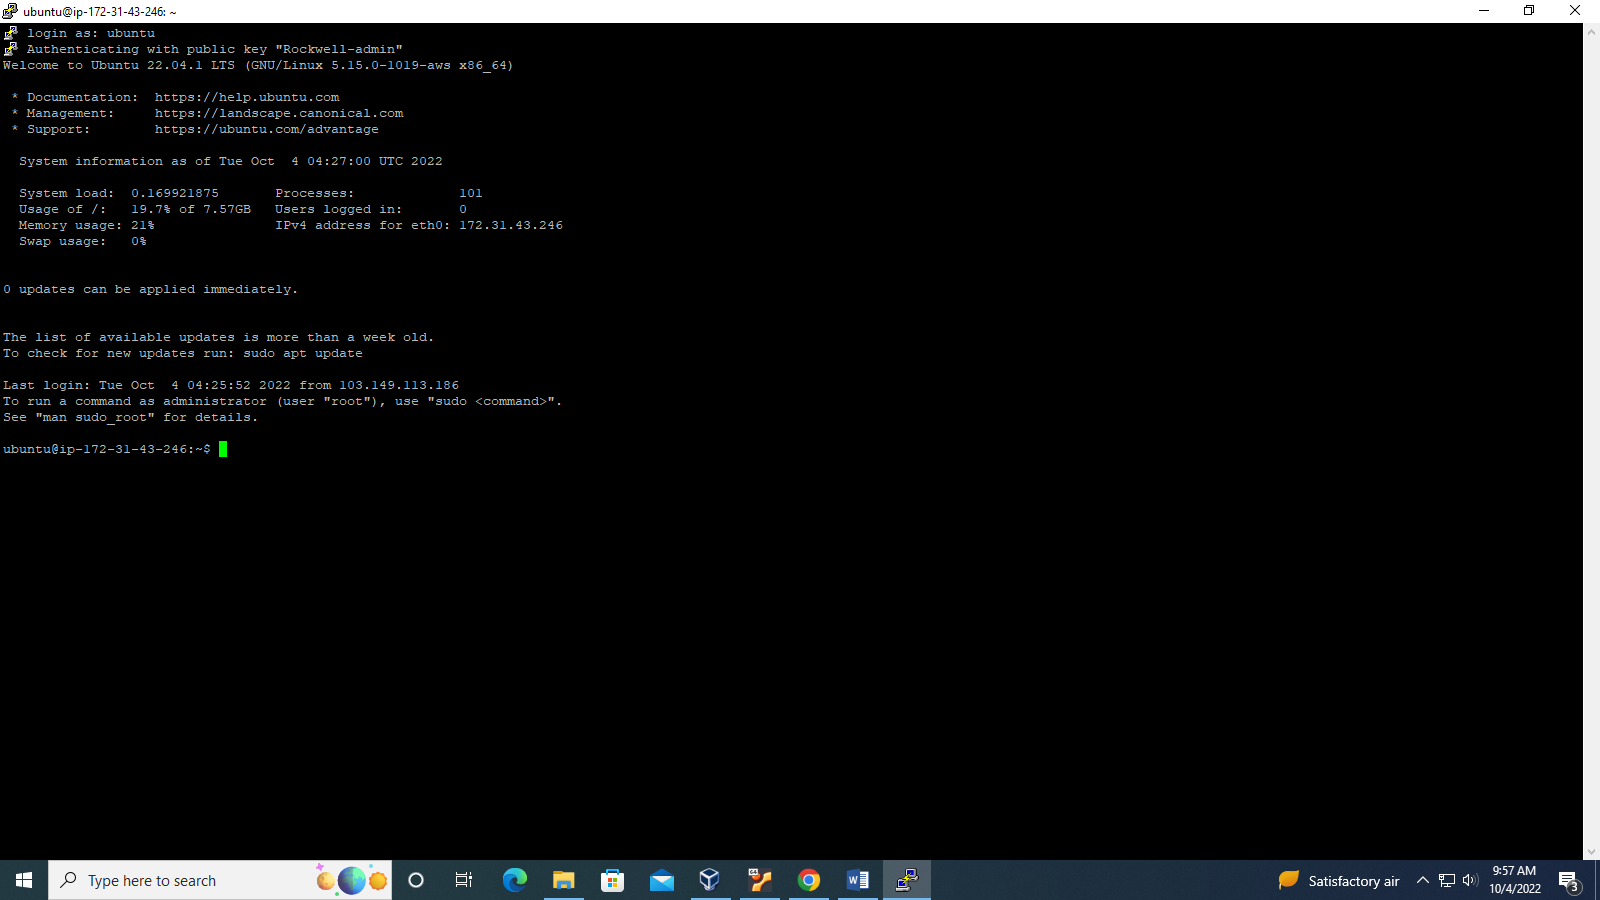 ubuntu@ip-172-31-43-246: ~
login as: ubuntu
Authenticating with public key "Rockwell-admin"
Welcome to Ubuntu 22.04.1 LTS (GNU/Linux 5.15.0-1019-aws x86_64)
* Documentation:  https://help.ubuntu.com
* Management:     https://landscape.canonical.com
* Support:        https://ubuntu.com/advantage
System information as of Tue Oct  4 04:27:00 UTC 2022
System load:  0.169921875       Processes:             101
Usage of /:   19.7% of 7.57GB   Users logged in:       0
Memory usage: 21%               IPv4 address for eth0: 172.31.43.246
Swap usage:   0%
0 updates can be applied immediately.
The list of available updates is more than a week old.
To check for new updates run: sudo apt update
Last login: Tue Oct  4 04:25:52 2022 from 103.149.113.186
To run a command as administrator (user "root"), use "sudo <command>".
See "man sudo_root" for details.
ubuntu@ip-172-31-43-246:~$
Type here to search
64
Satisfactory air
9:57 AM
10/4/2022
3